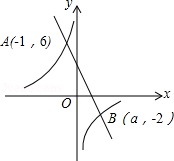 y
A(-1 , 6)
O
x
B ( a , -2 )